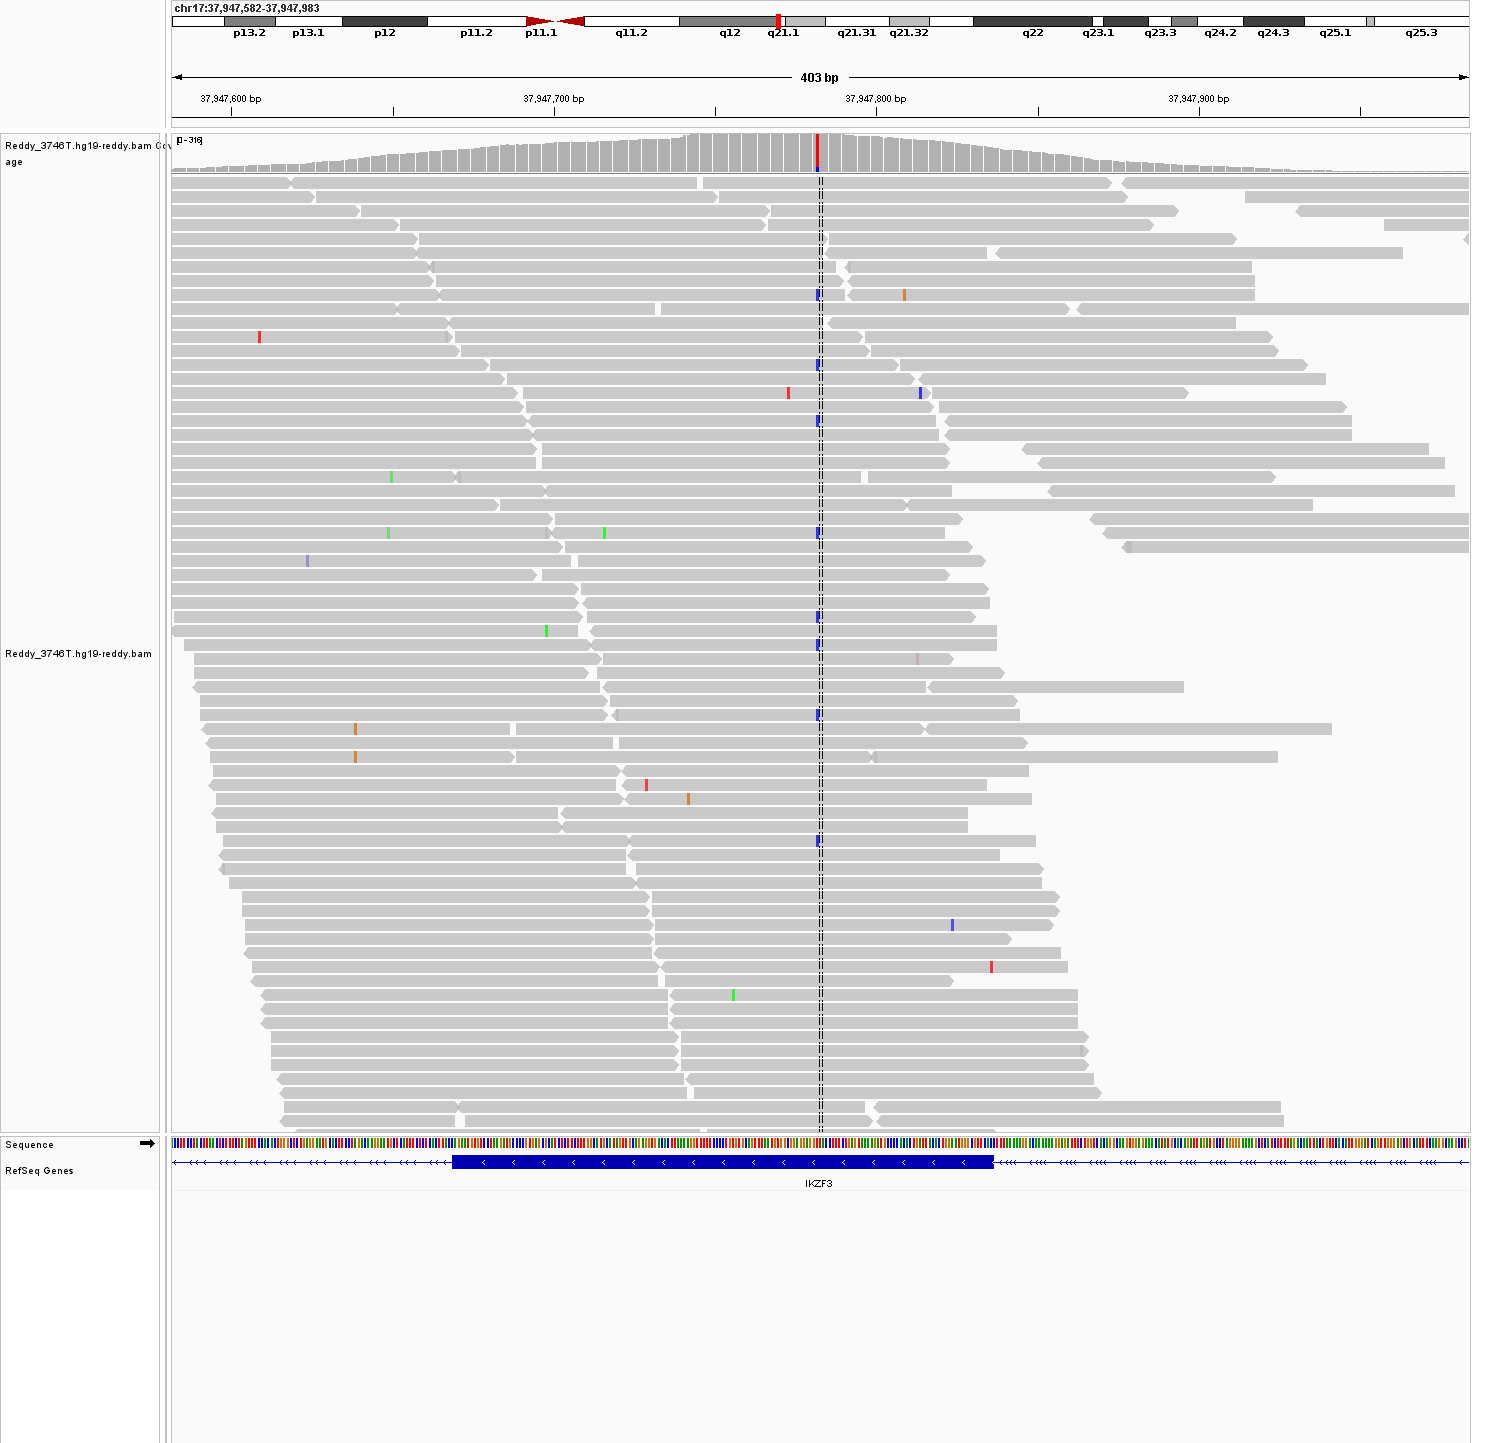 chr17:37,947,582-37,947,983
p13.2 p13.1 p12 p11.2 p11.1 q11.2 q12 q21.1 q21.31 q21.32 q22 q23.1 q23.3 q24.2 q24.3 q25.1 q25.3
403 bp
37,947,600 bp 37,947,700 bp 37,947,800 bp 37,947,900 bp
[0-316]
Reddy_3746T.hg19-reddy.bam Cov
age
Reddy_3746T.hg19-reddy.bam
Sequence
RefSeq Genes
IKZF3